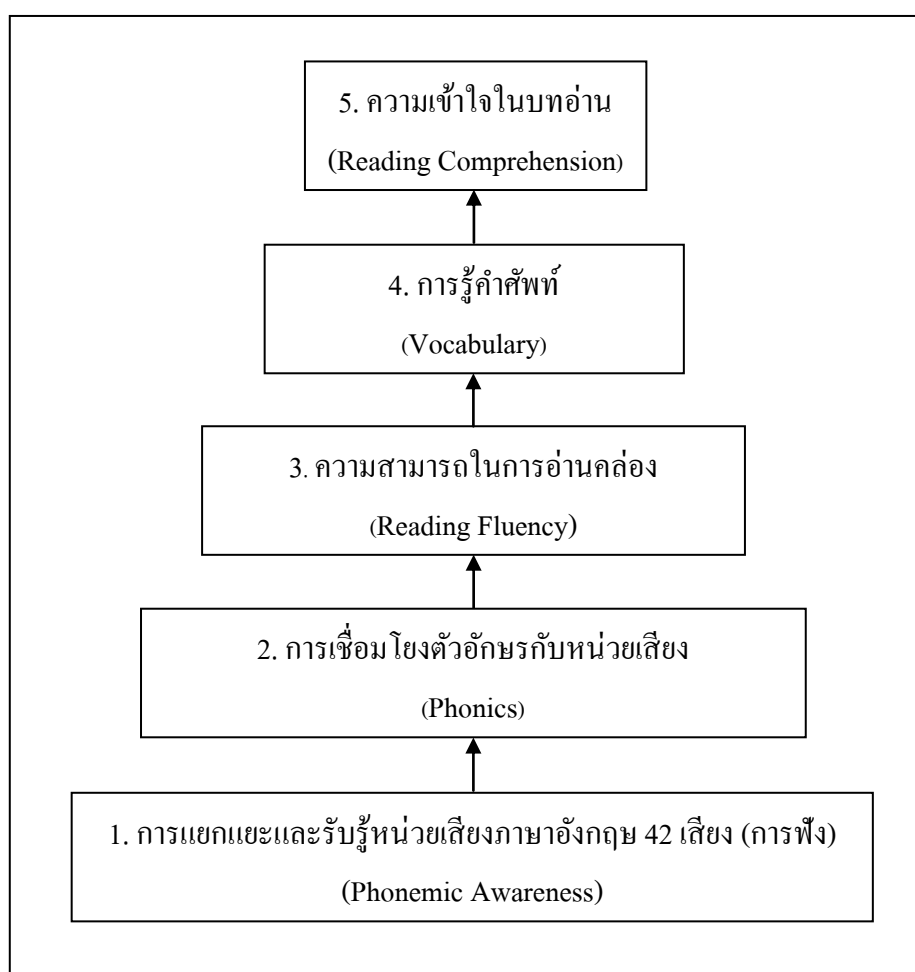 5. ความเข้าใจในบทอ่าน
(Reading Comprehension)
4. การรู้คำศัพท์
(Vocabulary)
3. ความสามารถในการอ่านคล่อง
(Reading Fluency)
2. การเชื่อมโยงตัวอักษรกับหน่วยเสียง
(Phonics)
1. การแยกแยะและรับรู้หน่วยเสียงภาษาอังกฤษ 42 เสียง (การฟัง)
(Phonemic Awareness)